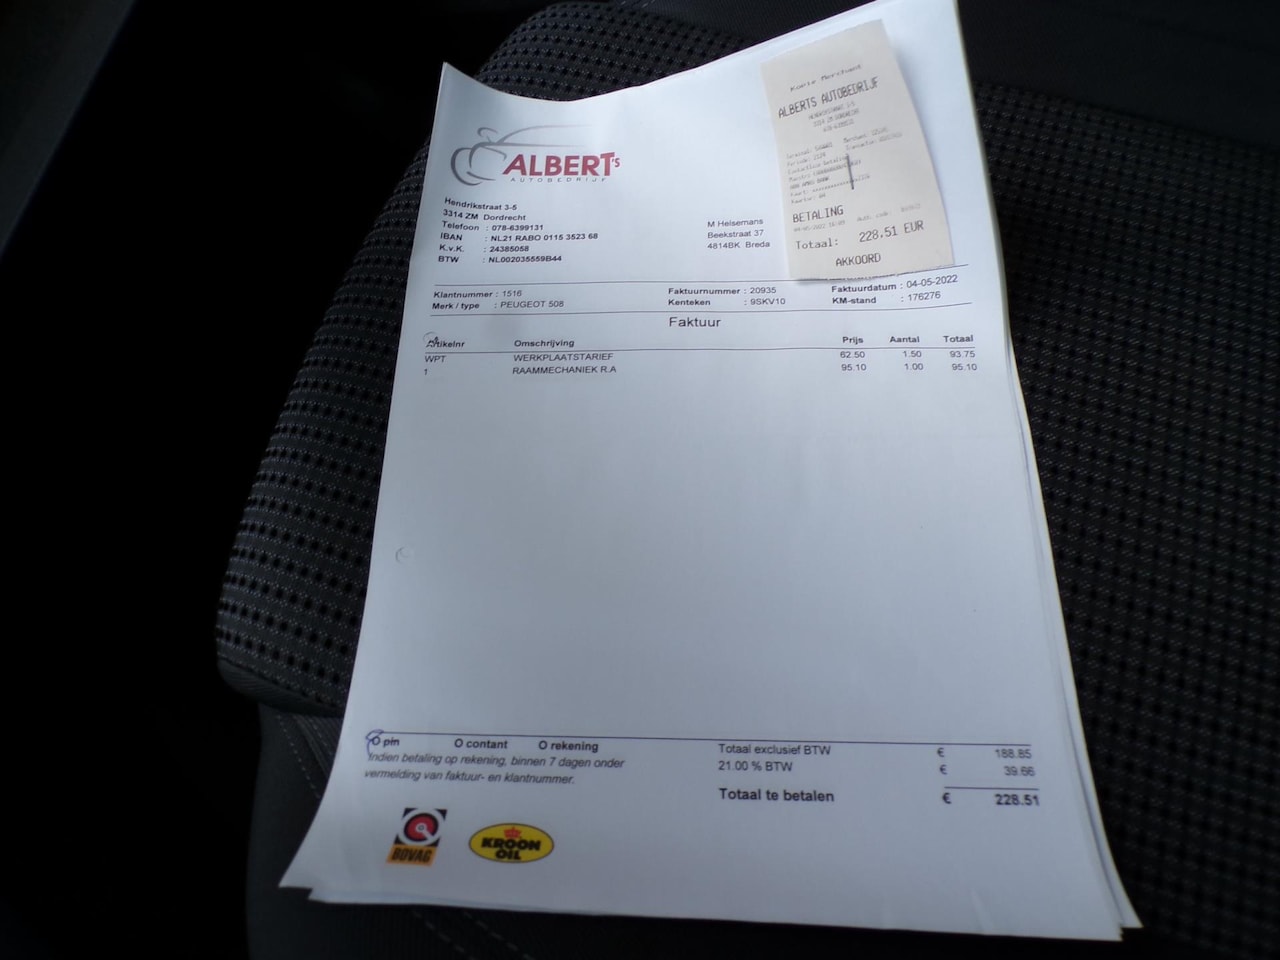 ALBERT's
AUTOBEDRIJF
Hendrikstraat 3-5
3314 ZM Dordrecht
Telefoon : 078-6399131
IBAN : NL21 RABO 0115 3523 68
K.v.K. : 24385058
BTW : NL002035559B44
M Heisemans
Beekstraat 37
4814BK Breda
ALBERTS AUTOBEDRIJF
BETALING
Totaal: 228.51 EUR
AKKOORD
Klantnummer : 1516 Faktuurnummer : 20935 Faktuurdatum : 04-05-2022
Merk / type : PEUGEOT 508 Kenteken : 9SKV10 KM-stand : 176276
Faktuur
Artikelnr Omschrijving Prijs Aantal Totaal
WPT WERKPLAATSTARIEF 62.50 1.50 93.75
1 RAAMMECHANIEK R.A 95.10 1.00 95.10
O pin O contant O rekening
Indien betaling op rekening, binnen 7 dagen onder
vermelding van faktuur- en klantnummer.
Totaal exclusief BTW € 188.85
21.00 % BTW € 39.66
Totaal te betalen € 228.51
BOVAG
KROON
OIL